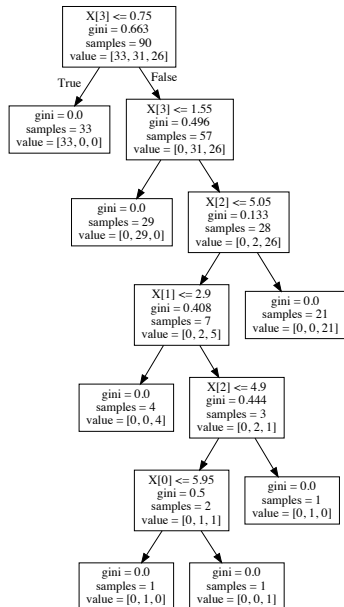 X[3] <= 0.75
gini = 0.663
samples = 90
value = [33, 31, 26]
True
False
gini = 0.0
samples = 33
value = [33, 0, 0]
X[3] <= 1.55
gini = 0.496
samples = 57
value = [0, 31, 26]
gini = 0.0
samples = 29
value = [0, 29, 0]
X[2] <= 5.05
gini = 0.133
samples = 28
value = [0, 2, 26]
X[1] <= 2.9
gini = 0.408
samples = 7
value = [0, 2, 5]
gini = 0.0
samples = 21
value = [0, 0, 21]
gini = 0.0
samples = 4
value = [0, 0, 4]
X[2] <= 4.9
gini = 0.444
samples = 3
value = [0, 2, 1]
X[0] <= 5.95
gini = 0.5
samples = 2
value = [0, 1, 1]
gini = 0.0
samples = 1
value = [0, 1, 0]
gini = 0.0
samples = 1
value = [0, 1, 0]
gini = 0.0
samples = 1
value = [0, 0, 1]